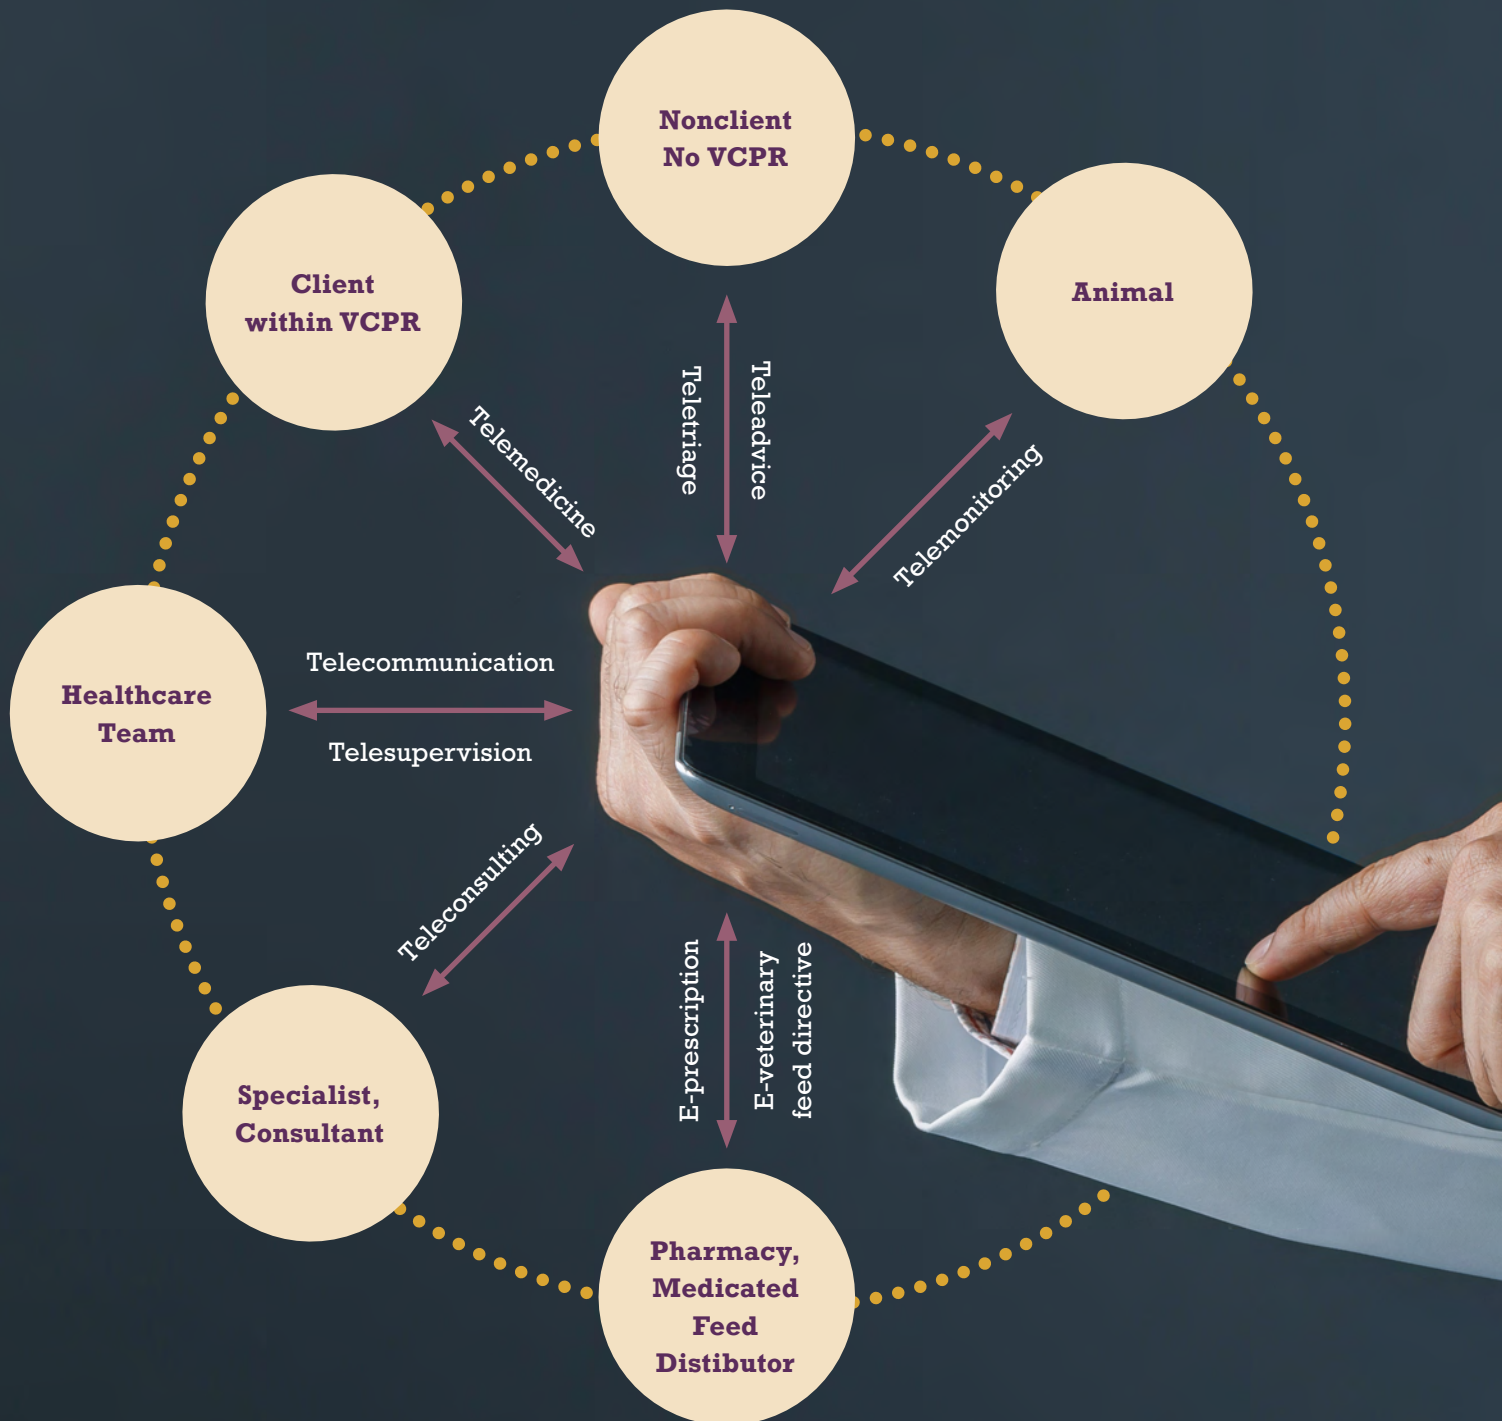 Nonclient
No VCPR
Client
within VCPR
Animal
Telemedicine
Teletriage
Teleadvice
Telemonitoring
Healthcare
Team
Telecommunication
Telesupervision
Teleconsulting
Specialist,
Consultant
E-prescription
E-veterinary
feed directive
Pharmacy,
Medicated
Feed
Distibutor